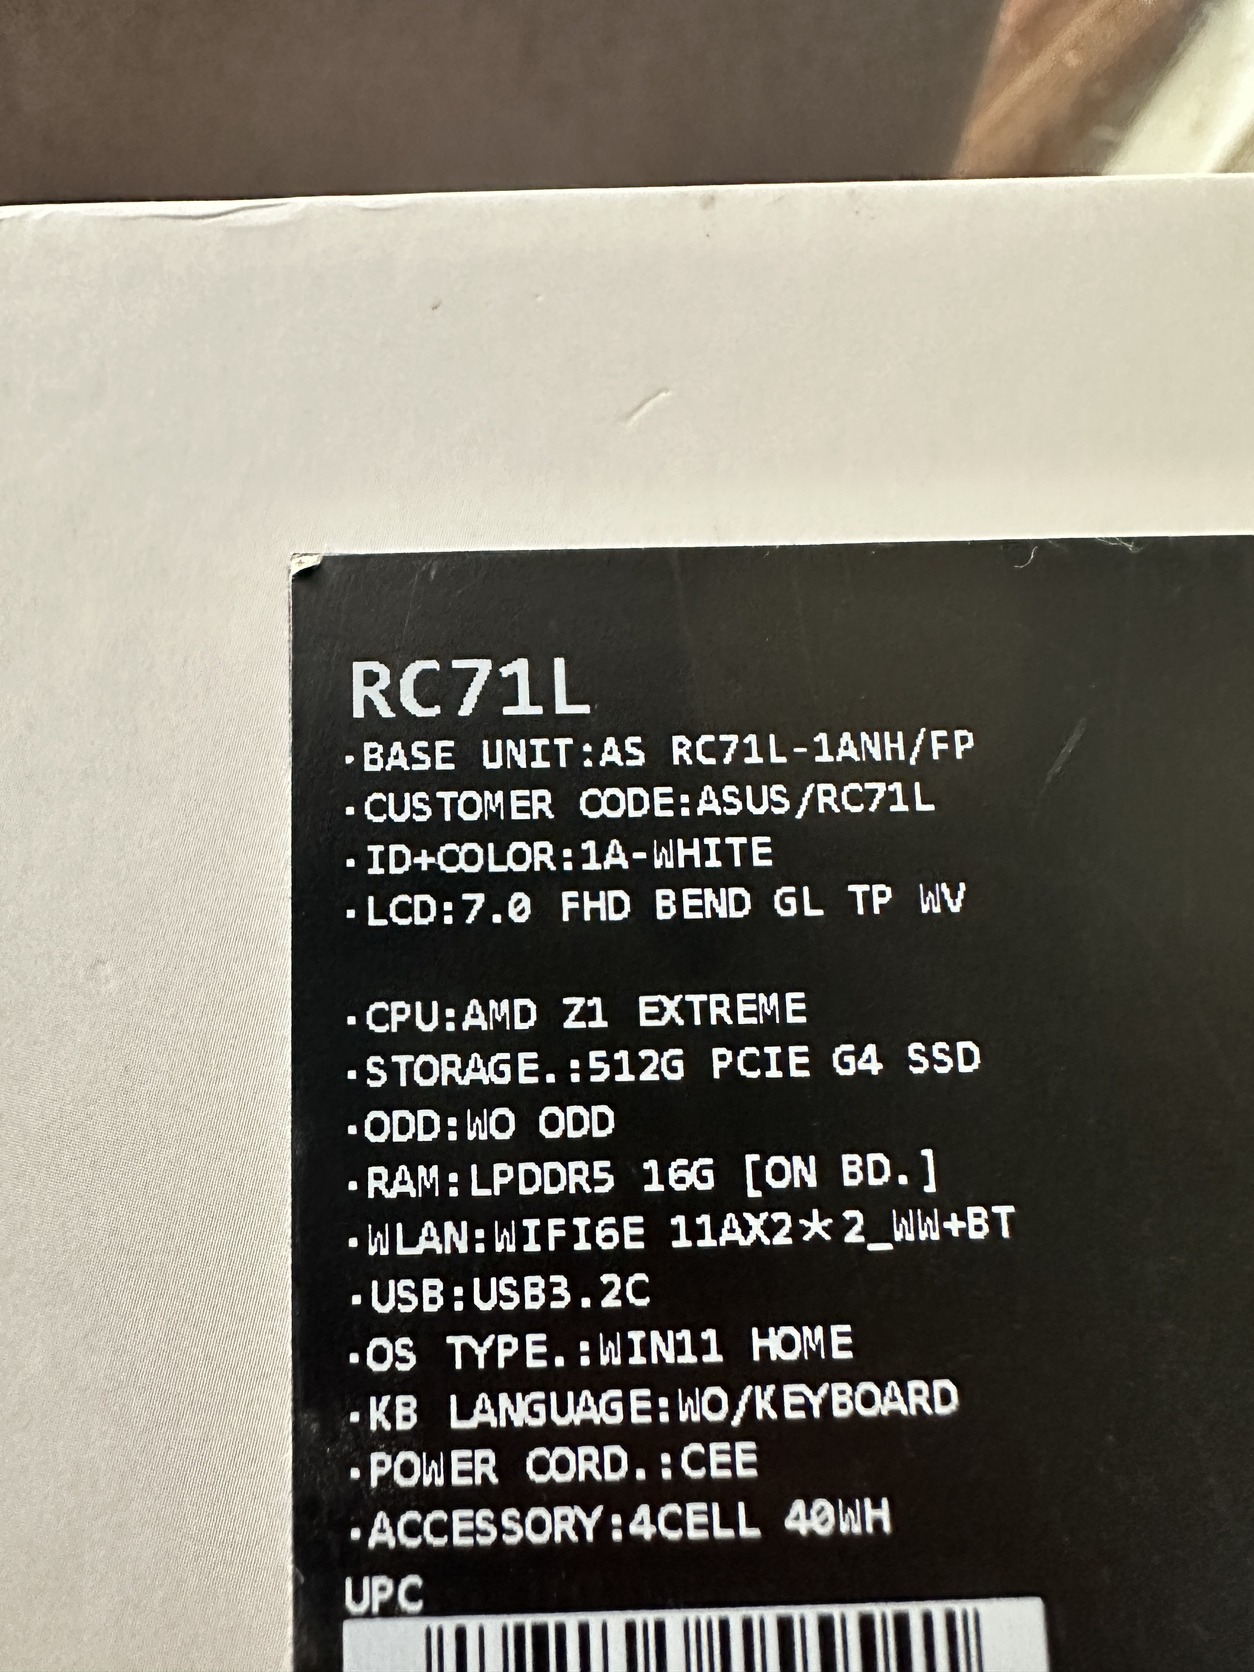 RC71L
·BASE UNIT:AS RC71L-1ANH/FP
·CUSTOMER CODE:ASUS/RC71L
·ID+COLOR:1A-WHITE
·LCD:7.0 FHD BEND GL TP WV
·CPU:AMD Z1 EXTREME
·STORAGE.:512G PCIE G4 SSD
·ODD:WO ODD
·RAM:LPDDR5 16G [ON BD.]
·WLAN:WIFI6E 11AX2*2_WW+BT
·USB:USB3.2C
·OS TYPE.:WIN11 HOME
·KB LANGUAGE:WO/KEYBOARD
·POWER CORD.:CEE
·ACCESSORY:4CELL 40WH
UPC